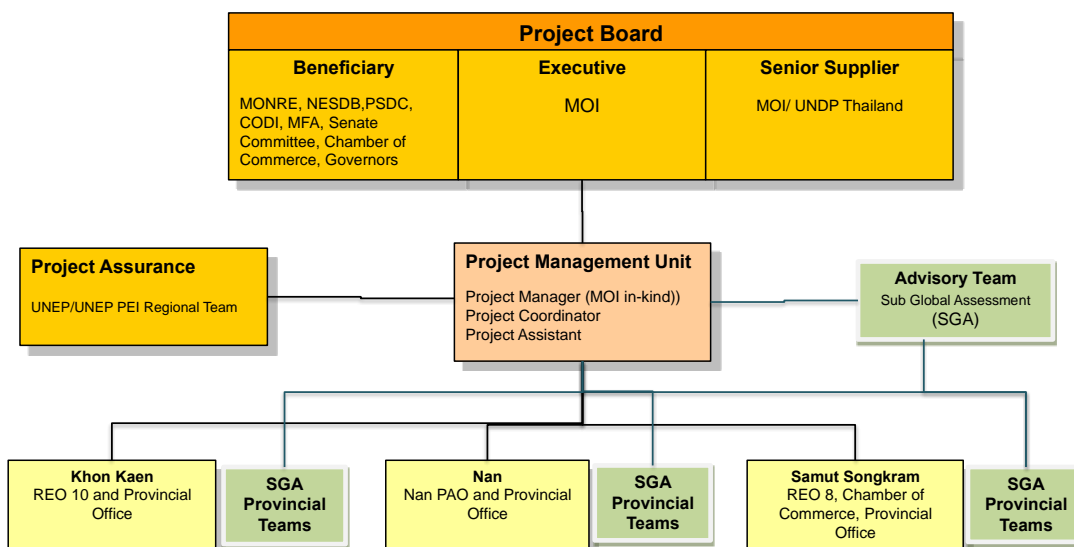 Project Board
Beneficiary
MONRE, NESDB,PSDC,
CODI, MFA, Senate
Committee, Chamber of
Commerce, Governors
Executive
MOI
Senior Supplier
MOI/ UNDP Thailand
Project Assurance
UNEP/UNEP PEI Regional Team
Project Management Unit
Project Manager (MOI in-kind))
Project Coordinator
Project Assistant
Advisory Team
Sub Global Assessment
(SGA)
Khon Kaen
REO 10 and Provincial
Office
SGA
Provincial
Teams
Nan
Nan PAO and Provincial
Office
SGA
Provincial
Teams
Samut Songkram
REO 8, Chamber of
Commerce, Provincial
Office
SGA
Provincial
Teams